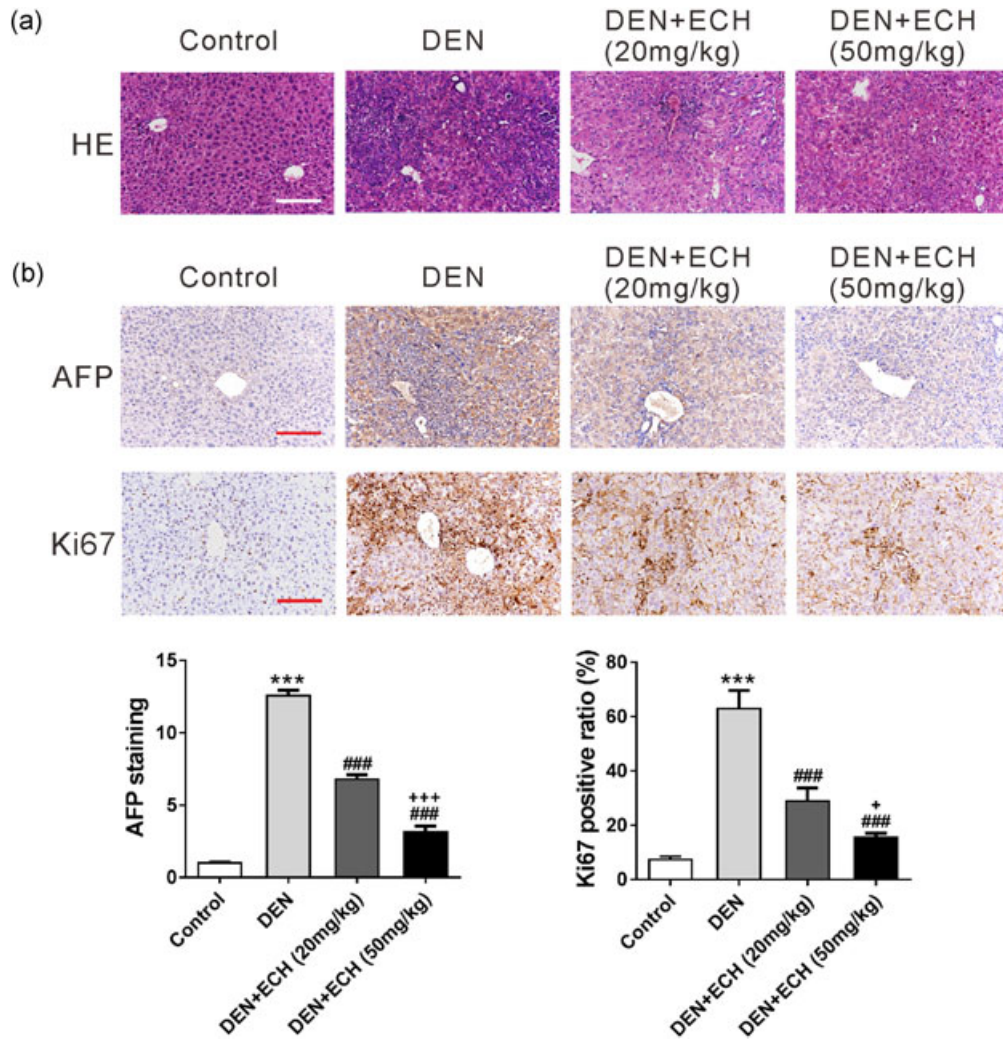 (a)
Control
DEN
DEN+ECH
(20mg/kg)
DEN+ECH
(50mg/kg)
HE
(b)
Control
DEN
DEN+ECH
(20mg/kg)
DEN+ECH
(50mg/kg)
AFP
Ki67
AFP staining
15
10
5
0
***
###
+++
###
Control
DEN
DEN+ECH (20mg/kg)
DEN+ECH (50mg/kg)
Ki67 positive ratio (%)
80
60
40
20
0
***
###
+
###
Control
DEN
DEN+ECH (20mg/kg)
DEN+ECH (50mg/kg)